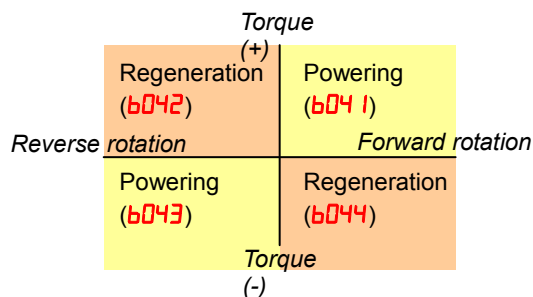 Torque
(+)
Regeneration
(b042)
Powering
(b041)
Reverse rotation
Forward rotation
Powering
(b043)
Regeneration
(b044)
Torque
(-)